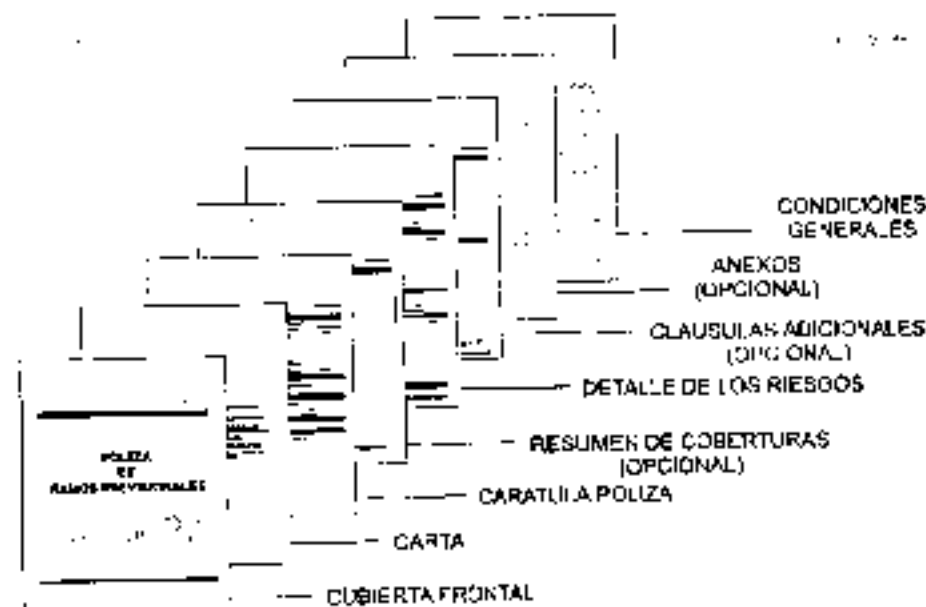 CONDICIONES
GENERALES
ANEXOS
(OPCIONAL)
CLAUSULAS ADICIONALES
(OPCIONAL)
DETALLE DE LOS RIESGOS
RESUMEN DE COBERTURAS
(OPCIONAL)
CARATULA POLIZA
POLIZA
DE
CARTA
CUBIERTA FRONTAL